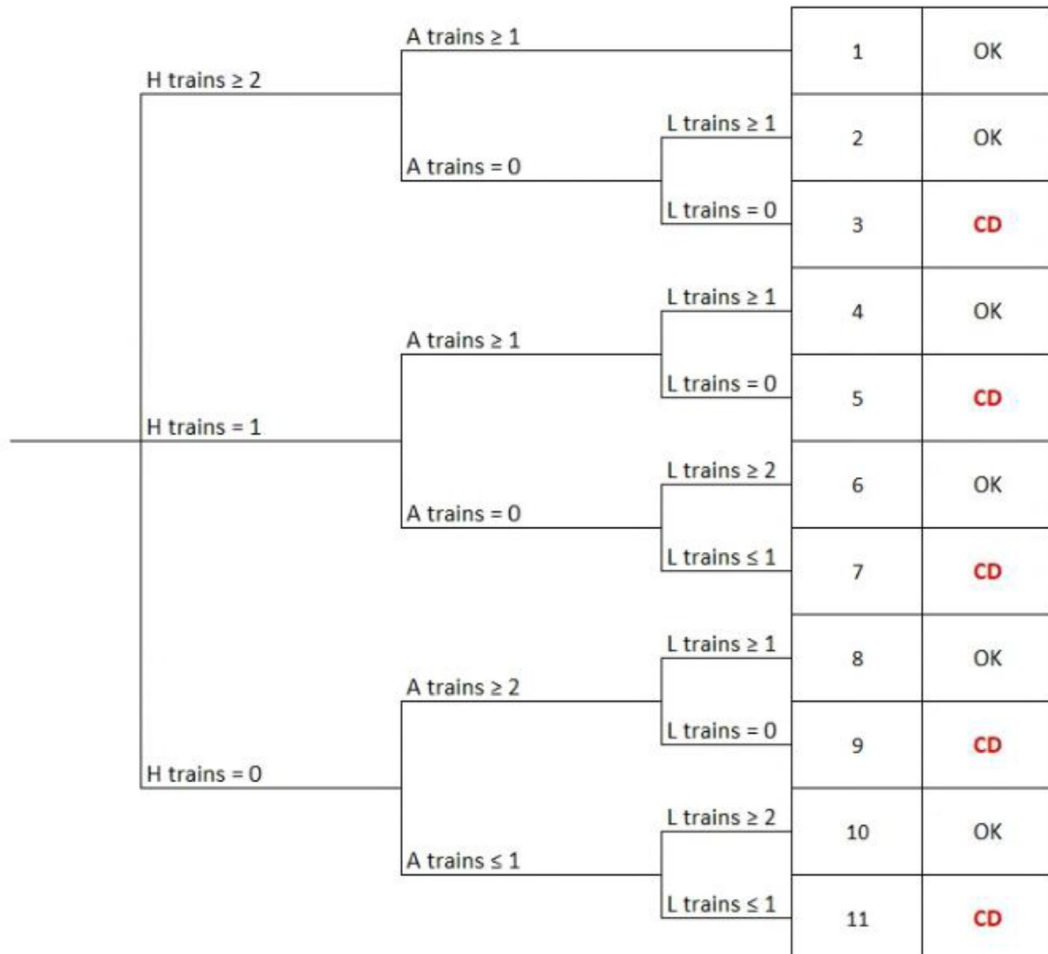 A trains ≥ 1
1 OK
H trains ≥ 2
L trains ≥ 1
2 OK
A trains = 0
L trains = 0
3 CD
L trains ≥ 1
4 OK
A trains ≥ 1
L trains = 0
5 CD
H trains = 1
L trains ≥ 2
6 OK
A trains = 0
L trains ≤ 1
7 CD
L trains ≥ 1
8 OK
A trains ≥ 2
L trains = 0
9 CD
H trains = 0
L trains ≥ 2
10 OK
A trains ≤ 1
L trains ≤ 1
11 CD